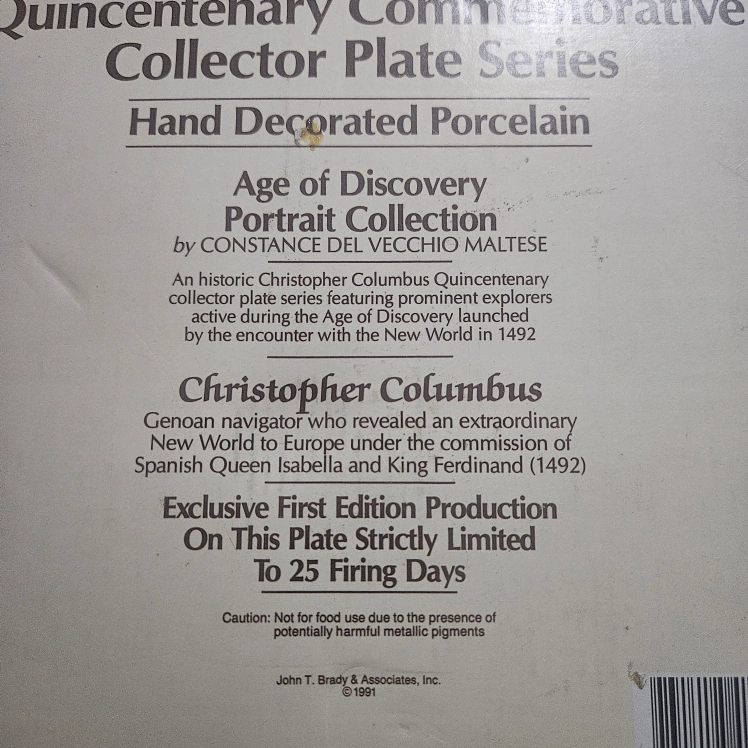 Quincentenary Commemorative
Collector Plate Series
Hand Decorated Porcelain
Age of Discovery
Portrait Collection
by CONSTANCE DEL VECCHIO MALTESE
An historic Christopher Columbus Quincentenary
collector plate series featuring prominent explorers
active during the Age of Discovery launched
by the encounter with the New World in 1492
Christopher Columbus
Genoan navigator who revealed an extraordinary
New World to Europe under the commission of
Spanish Queen Isabella and King Ferdinand (1492)
Exclusive First Edition Production
On This Plate Strictly Limited
To 25 Firing Days
Caution: Not for food use due to the presence of
potentially harmful metallic pigments
John T. Brady & Associates, Inc.
©1991